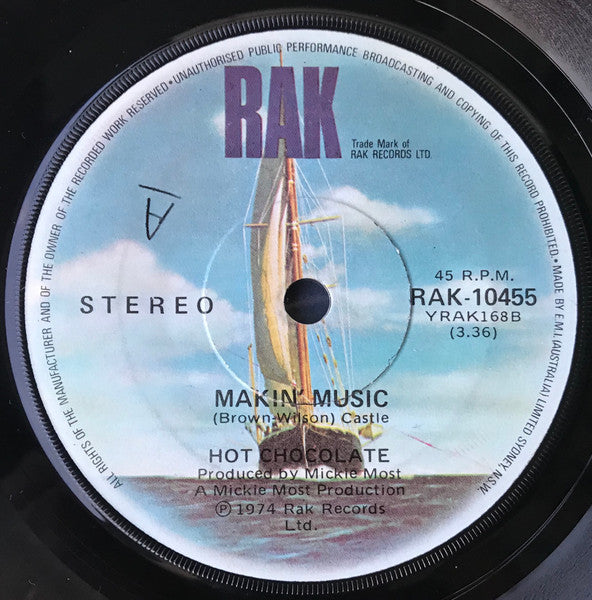 ALL RIGHTS OF THE MANUFACTURER AND OF THE OWNER OF THE RECORDED WORK RESERVED • UNAUTHORISED PUBLIC PERFORMANCE BROADCASTING AND COPYING OF THIS RECORD PROHIBITED. • MADE BY E.M.I. (AUSTRALIA) LIMITED SYDNEY, N.S.W.
RAK
Trade Mark of
RAK RECORDS LTD
A
STEREO
45 R.P.M.
RAK-10455
YRAK168B
(3.36)
MAKIN' MUSIC
(Brown-Wilson) Castle
HOT CHOCOLATE
Produced by Mickie Most
A Mickie Most Production
Ⓟ 1974 Rak Records
Ltd.